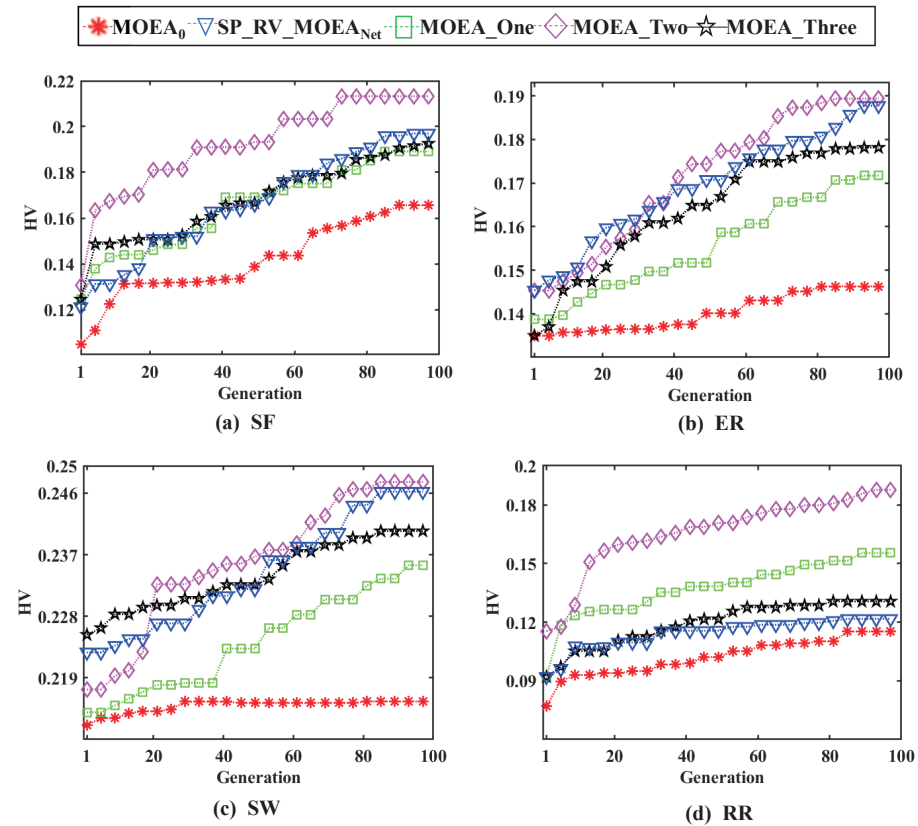 MOEA0 SP_RV_MOEANet MOEA_One MOEA_Two MOEA_Three
0.22
0.2
0.18
0.16
0.14
0.12
HV
1 20 40 60 80 100
Generation
(a) SF
0.19
0.18
0.17
0.16
0.15
0.14
HV
1 20 40 60 80 100
Generation
(b) ER
0.25
0.246
0.237
0.228
0.219
HV
1 20 40 60 80 100
Generation
(c) SW
0.2
0.18
0.15
0.12
0.09
HV
1 20 40 60 80 100
Generation
(d) RR